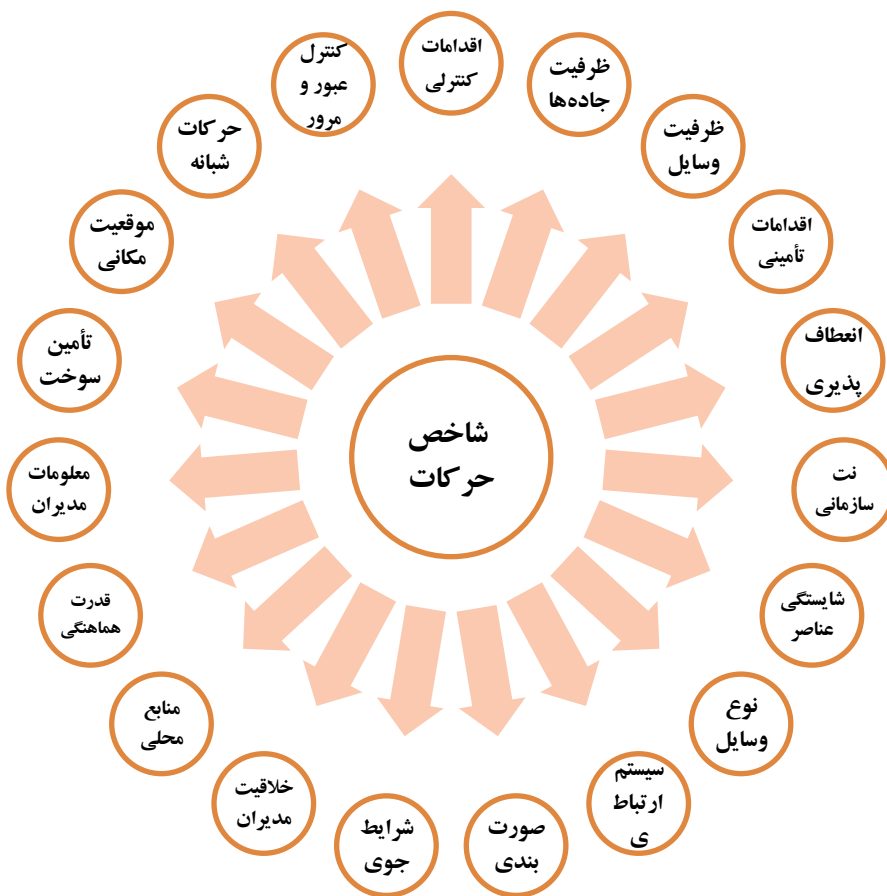 شاخص
حرکات
اقدامات
کنترلی
ظرفیت
جاده‌ها
ظرفیت
وسایل
اقدامات
تأمینی
انعطاف
پذیری
نت
سازمانی
شایستگی
عناصر
نوع
وسایل
سیستم
ارتباط
ی
صورت
بندی
شرایط
جوی
خلاقیت
مدیران
منابع
محلی
قدرت
هماهنگی
معلومات
مدیران
تأمین
سوخت
موقعیت
مکانی
حرکات
شبانه
کنترل
عبور و
مرور